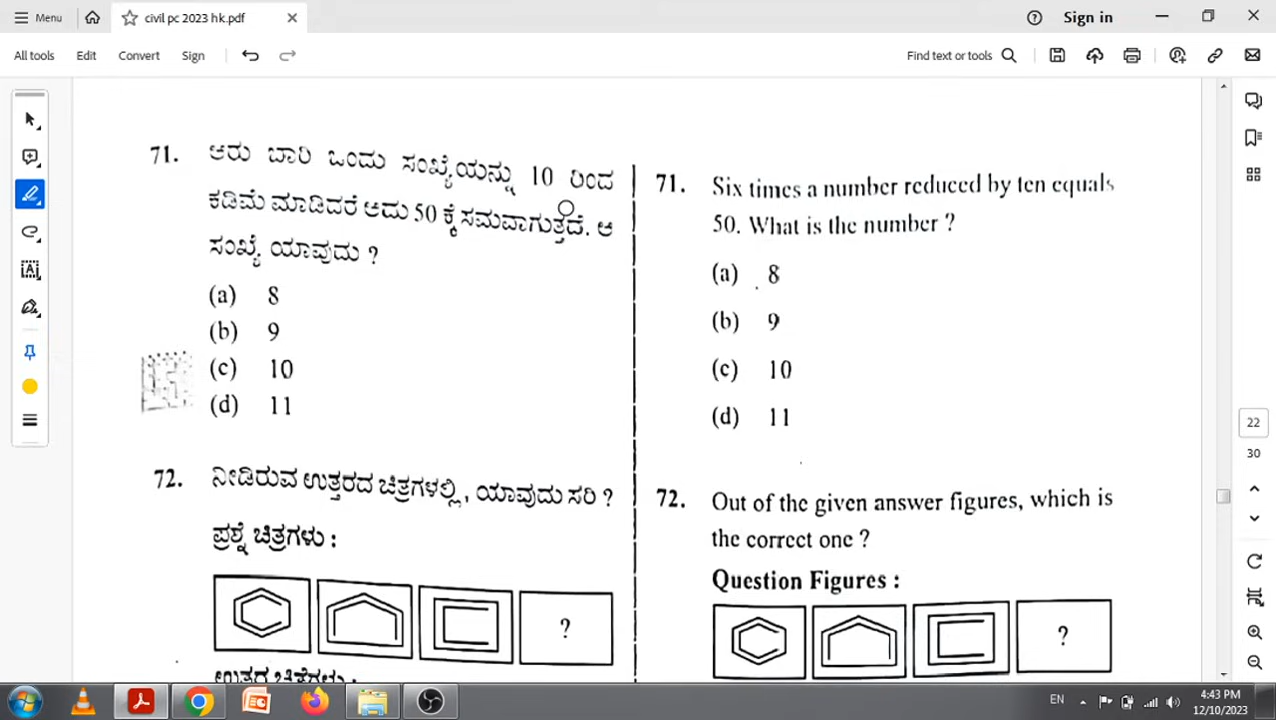 Menu
civil pc 2023 hk.pdf
Sign in
All tools Edit Convert Sign
Find text or tools
71. ಆರು ಬಾರಿ ಒಂದು ಸಂಖ್ಯೆಯನ್ನು 10 ರಿಂದ
ಕಡಿಮೆ ಮಾಡಿದರೆ ಅದು 50 ಕ್ಕೆ ಸಮವಾಗುತ್ತದೆ. ಆ
ಸಂಖ್ಯೆ ಯಾವುದು ?
(a) 8
(b) 9
(c) 10
(d) 11
72. ನೀಡಿರುವ ಉತ್ತರದ ಚಿತ್ರಗಳಲ್ಲಿ, ಯಾವುದು ಸರಿ ?
ಪ್ರಶ್ನೆ ಚಿತ್ರಗಳು :
?
71. Six times a number reduced by ten equals
50. What is the number ?
(a) 8
(b) 9
(c) 10
(d) 11
72. Out of the given answer figures, which is
the correct one ?
Question Figures :
?
22
30
EN
4:43 PM
12/10/2023